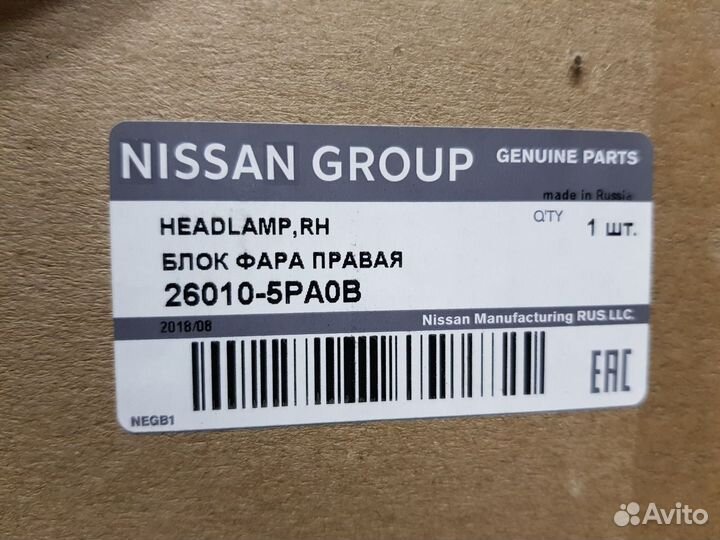 NISSAN GROUP GENUINE PARTS
made in Russia
HEADLAMP,RH Q'TY 1 шт.
БЛОК ФАРА ПРАВАЯ
26010-5PA0B
2018/08 Nissan Manufacturing RUS.LLC.
EAC
NEGB1
Avito